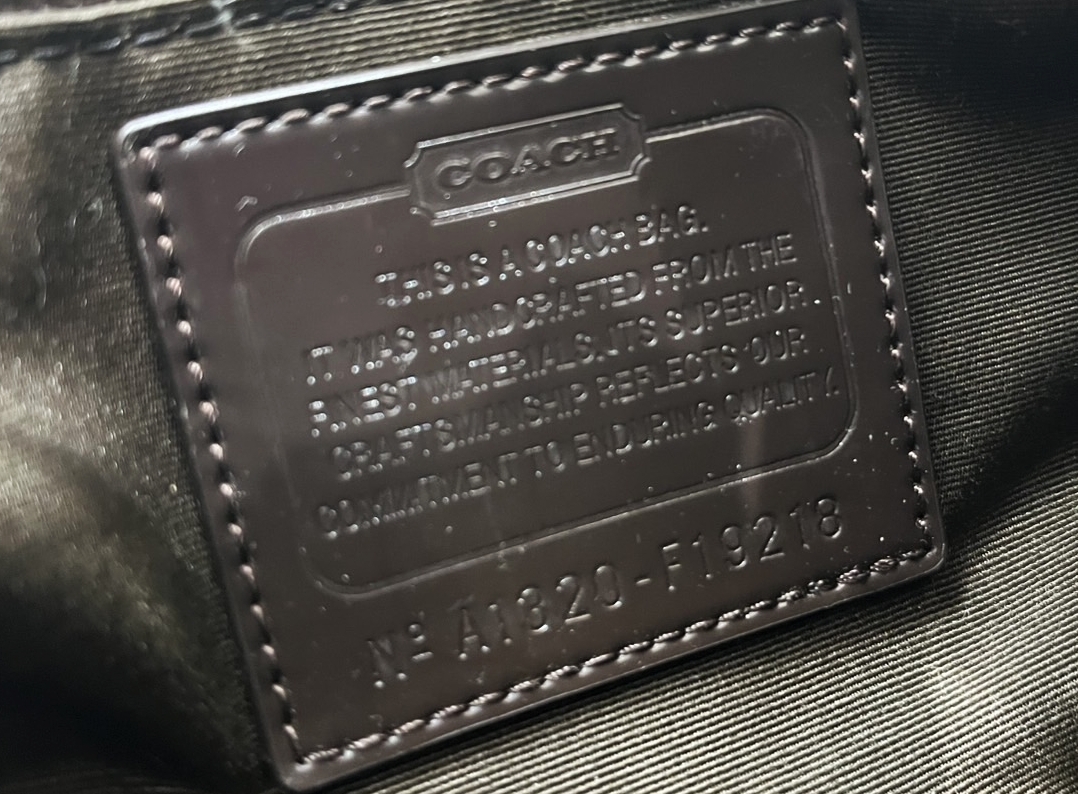 COACH
THIS IS A COACH BAG.
IT WAS HANDCRAFTED FROM THE
FINEST MATERIALS. ITS SUPERIOR
CRAFTSMANSHIP REFLECTS OUR
COMMITMENT TO ENDURING QUALITY.
Nº A1320-F19218